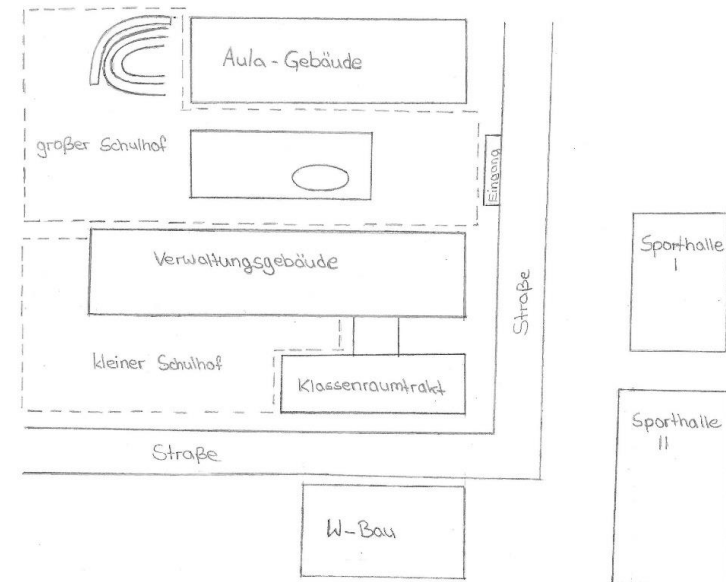 Aula-Gebäude
großer Schulhof
Eingang
Verwaltungsgebäude
Sporthalle
I
Straße
kleiner Schulhof
Klassenraumtrakt
Sporthalle
II
Straße
W-Bau